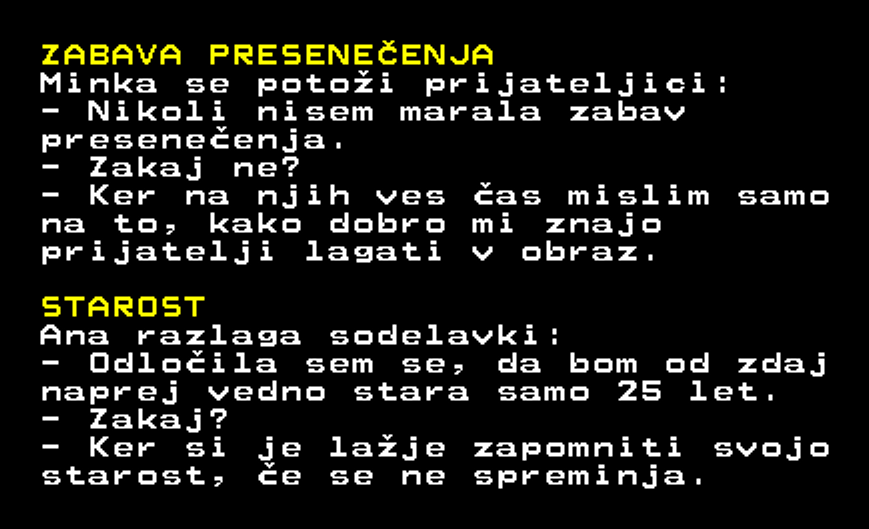 ZABAVA PRESENEČENJA
Minka se potoži prijateljici:
- Nikoli nisem marala zabav
presenečenja.
- Zakaj ne?
- Ker na njih ves čas mislim samo
na to, kako dobro mi znajo
prijatelji lagati v obraz.
STAROST
Ana razlaga sodelavki:
- Odločila sem se, da bom od zdaj
naprej vedno stara samo 25 let.
- Zakaj?
- Ker si je lažje zapomniti svojo
starost, če se ne spreminja.